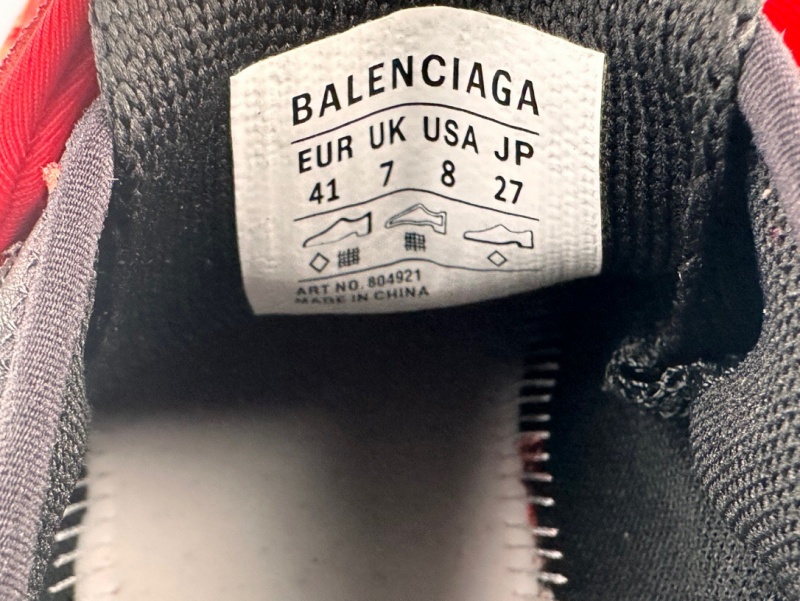 BALENCIAGA
EUR UK USA JP
41 7 8 27
ART NO. 804921
MADE IN CHINA